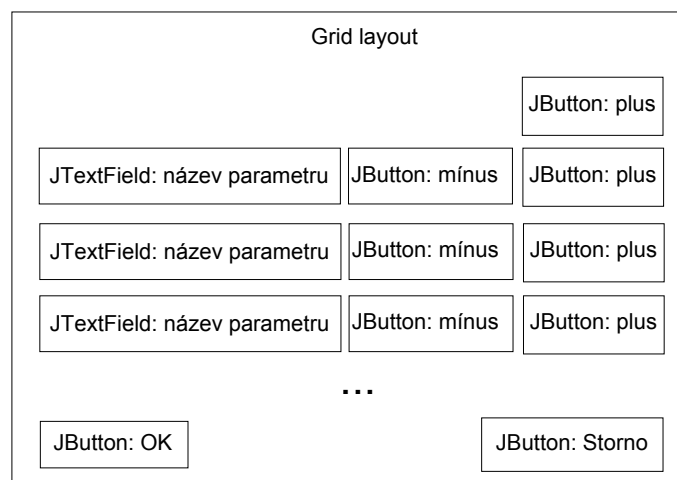 Grid layout
JButton: plus
JTextField: název parametru JButton: mínus JButton: plus
JTextField: název parametru JButton: mínus JButton: plus
JTextField: název parametru JButton: mínus JButton: plus
...
JButton: OK JButton: Storno